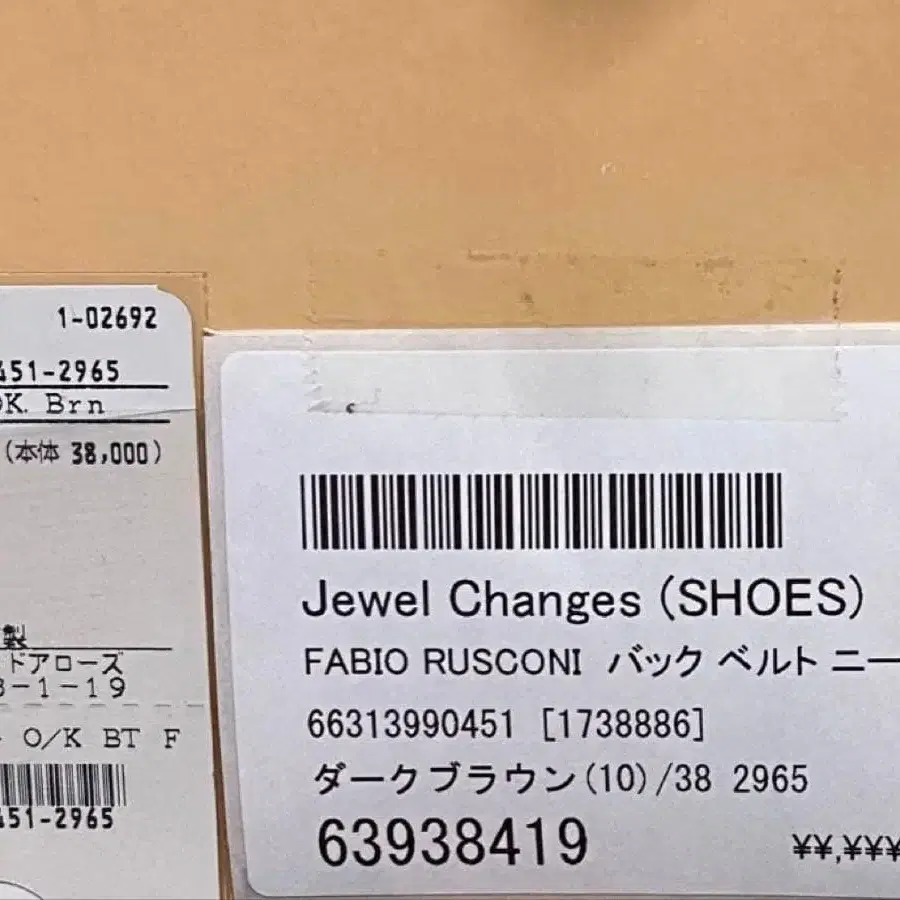 1-02692
451-2965
DK. Brn
(本体 38,000)
製
ドアローズ
3-1-19
O/K BT F
451-2965
Jewel Changes (SHOES)
FABIO RUSCONI バック ベルト ニー
66313990451 [1738886]
ダークブラウン(10)/38 2965
63938419
¥¥,¥¥¥